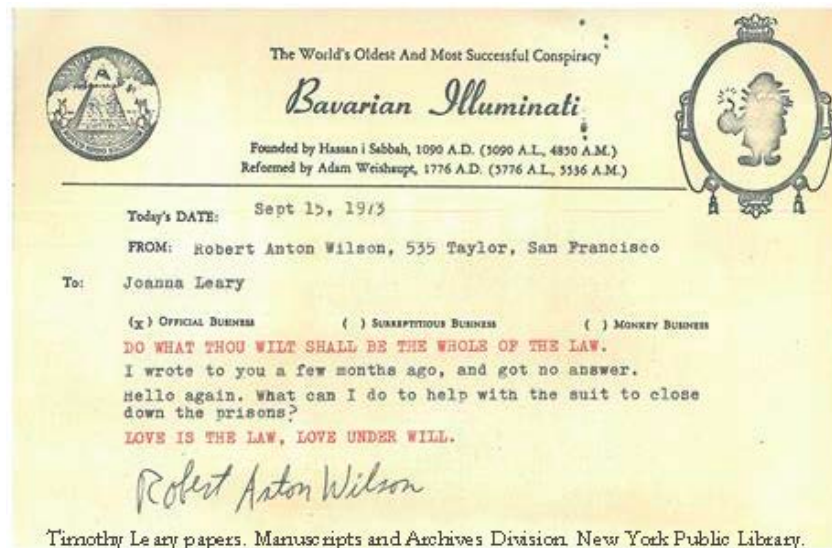 The World's Oldest And Most Successful Conspiracy
Bavarian Illuminati
Founded by Hassan i Sabbah, 1090 A.D. (5090 A.L., 4850 A.M.)
Reformed by Adam Weishaupt, 1776 A.D. (5776 A.L., 5536 A.M.)
Today's DATE: Sept 15, 1973
FROM: Robert Anton Wilson, 535 Taylor, San Francisco
To: Joanna Leary
(x) OFFICIAL BUSINESS ( ) SURREPTITIOUS BUSINESS ( ) MONKEY BUSINESS
DO WHAT THOU WILT SHALL BE THE WHOLE OF THE LAW.
I wrote to you a few months ago, and got no answer.
Hello again. What can I do to help with the suit to close
down the prisons?
LOVE IS THE LAW, LOVE UNDER WILL.
Robert Anton Wilson
Timothy Leary papers. Manuscripts and Archives Division. New York Public Library.